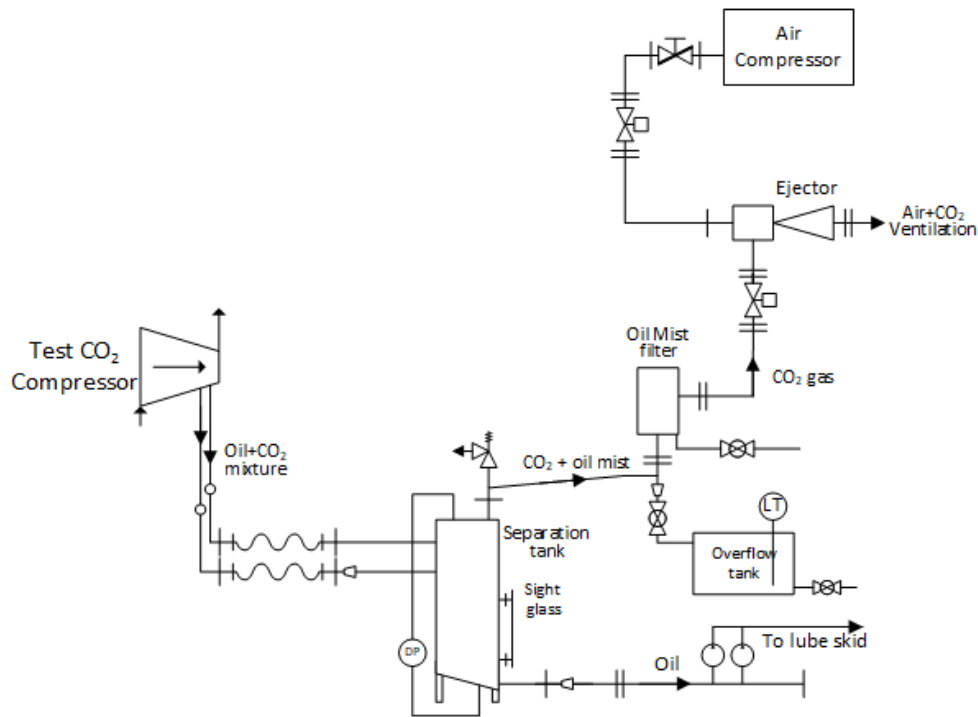 Air
Compressor
Ejector
Air+CO₂
Ventilation
Oil Mist
filter
Test CO₂
Compressor
CO₂ gas
Oil+CO₂
mixture
CO₂ + oil mist
LT
Separation
tank
Overflow
tank
Sight
glass
DP
To lube skid
Oil